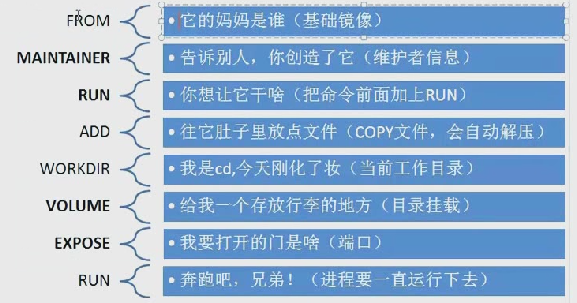 FROM
• 它的妈妈是谁（基础镜像）
MAINTAINER
• 告诉别人，你创造了它（维护者信息）
RUN
• 你想让它干啥（把命令前面加上RUN）
ADD
• 往它肚子里放点文件（COPY文件，会自动解压）
WORKDIR
• 我是cd,今天刚化了妆（当前工作目录）
VOLUME
• 给我一个存放行李的地方（目录挂载）
EXPOSE
• 我要打开的门是啥（端口）
RUN
• 奔跑吧，兄弟！（进程要一直运行下去）